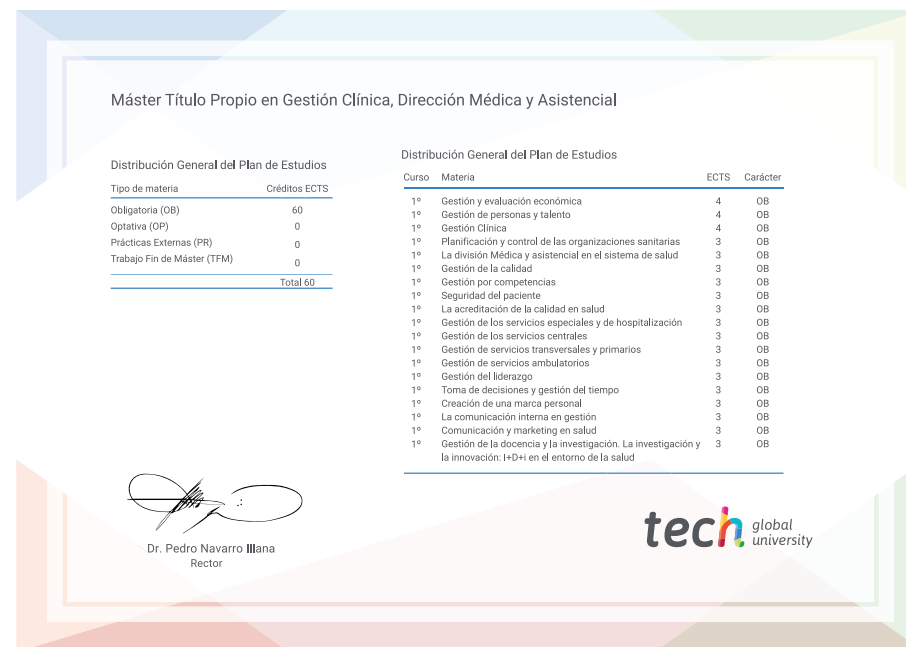 Máster Título Propio en Gestión Clínica, Dirección Médica y Asistencial
Distribución General del Plan de Estudios
Tipo de materia Créditos ECTS
Obligatoria (OB) 60
Optativa (OP) 0
Prácticas Externas (PR) 0
Trabajo Fin de Máster (TFM) 0
Total 60
Distribución General del Plan de Estudios
Curso Materia ECTS Carácter
1º Gestión y evaluación económica 4 OB
1º Gestión de personas y talento 4 OB
1º Gestión Clínica 4 OB
1º Planificación y control de las organizaciones sanitarias 3 OB
1º La división Médica y asistencial en el sistema de salud 3 OB
1º Gestión de la calidad 3 OB
1º Gestión por competencias 3 OB
1º Seguridad del paciente 3 OB
1º La acreditación de la calidad en salud 3 OB
1º Gestión de los servicios especiales y de hospitalización 3 OB
1º Gestión de los servicios centrales 3 OB
1º Gestión de servicios transversales y primarios 3 OB
1º Gestión de servicios ambulatorios 3 OB
1º Gestión del liderazgo 3 OB
1º Toma de decisiones y gestión del tiempo 3 OB
1º Creación de una marca personal 3 OB
1º La comunicación interna en gestión 3 OB
1º Comunicación y marketing en salud 3 OB
1º Gestión de la docencia y la investigación. La investigación y 3 OB
la innovación: I+D+i en el entorno de la salud
Dr. Pedro Navarro Illana
Rector
tech global
university